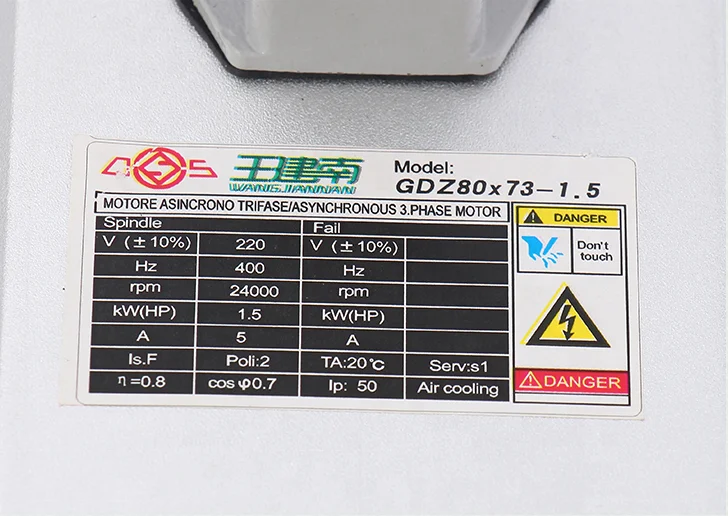 王建南
WANGJIANNAN
Model:
GDZ80x73-1.5
MOTORE ASINCRONO TRIFASE/ASYNCHRONOUS 3.PHASE MOTOR
Spindle Fail
V (±10%) 220 V (±10%)
Hz 400 Hz
rpm 24000 rpm
kW(HP) 1.5 kW(HP)
A 5 A
Is.F Poli:2 TA:20℃ Serv:s1
η=0.8 cosφ0.7 Ip: 50 Air cooling
DANGER
Don't
touch
DANGER